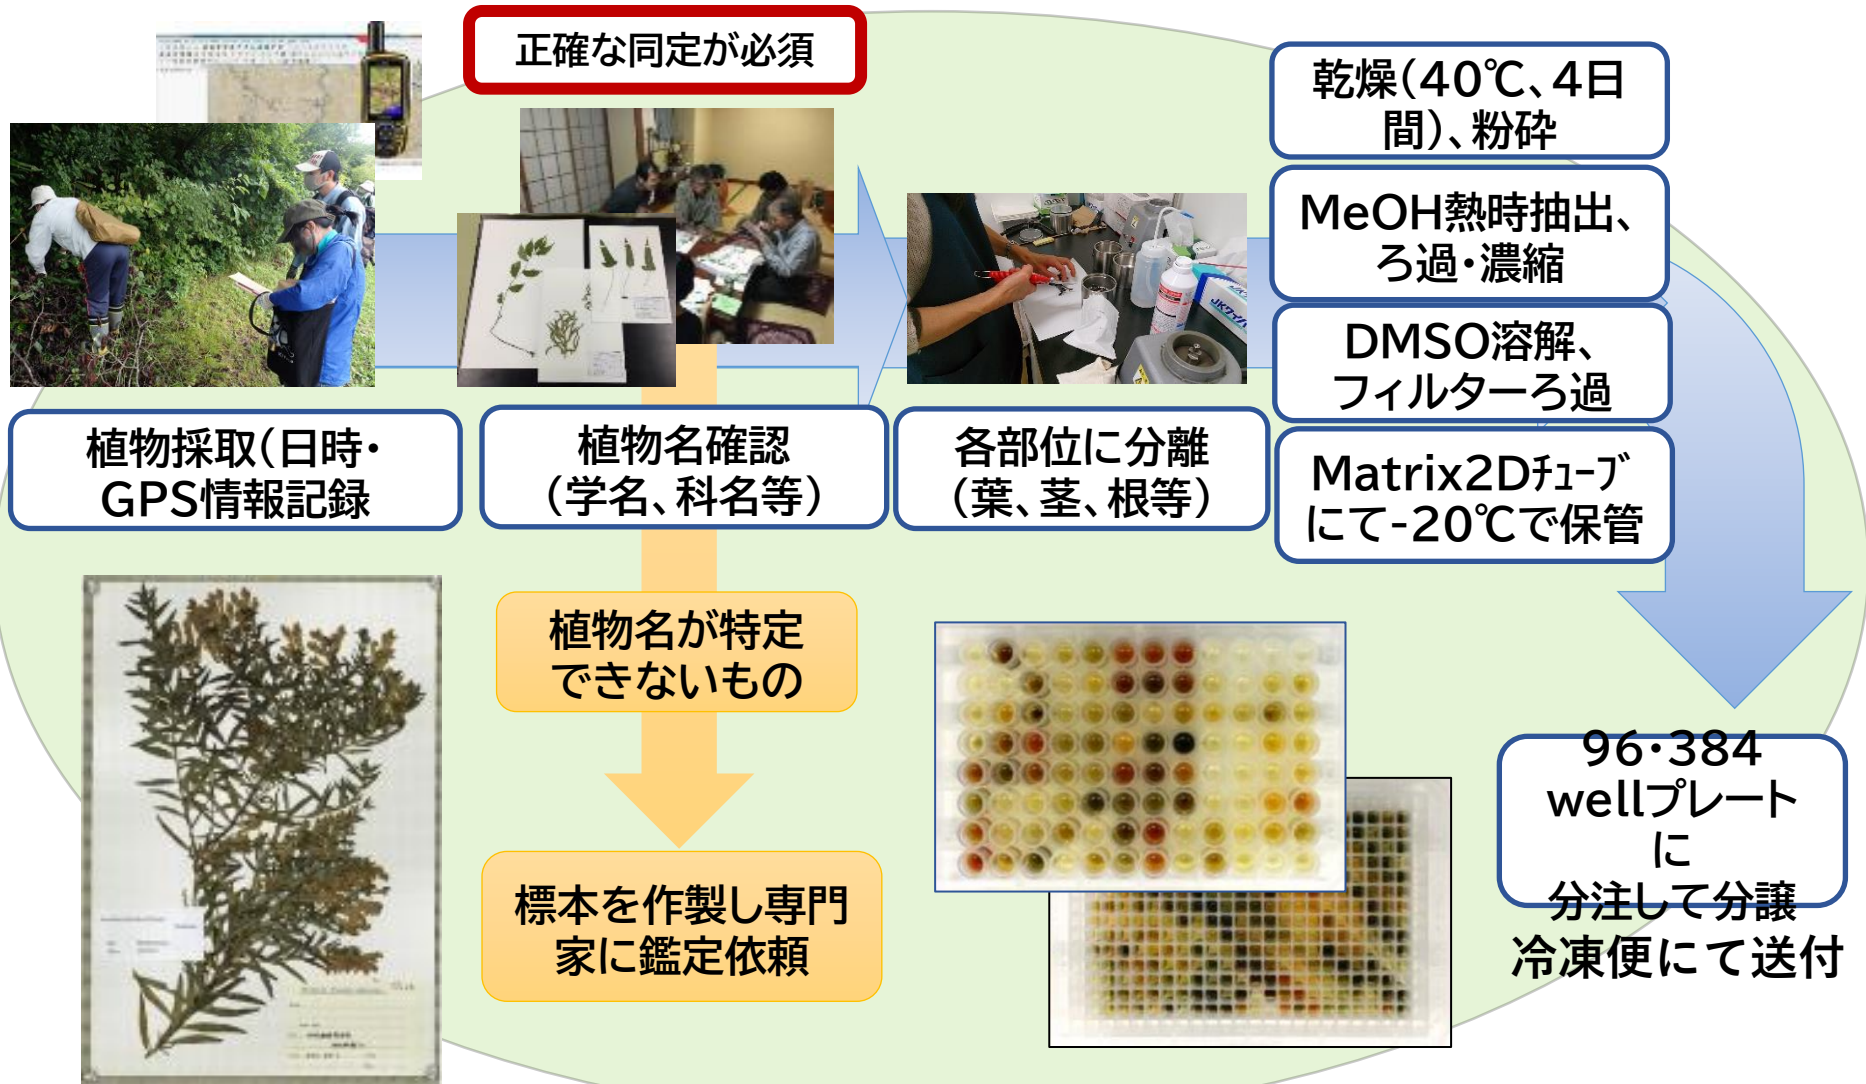 正確な同定が必須
植物採取(日時・
GPS情報記録
植物名確認
(学名、科名等)
各部位に分離
(葉、茎、根等)
乾燥(40℃、4日
間)、粉砕
MeOH熱時抽出、
ろ過・濃縮
DMSO溶解、
フィルターろ過
Matrix2Dﾁｭｰﾌﾞ
にて-20℃で保管
植物名が特定
できないもの
標本を作製し専門
家に鑑定依頼
96・384
wellプレート
に
分注して分譲
冷凍便にて送付
JKワイパー